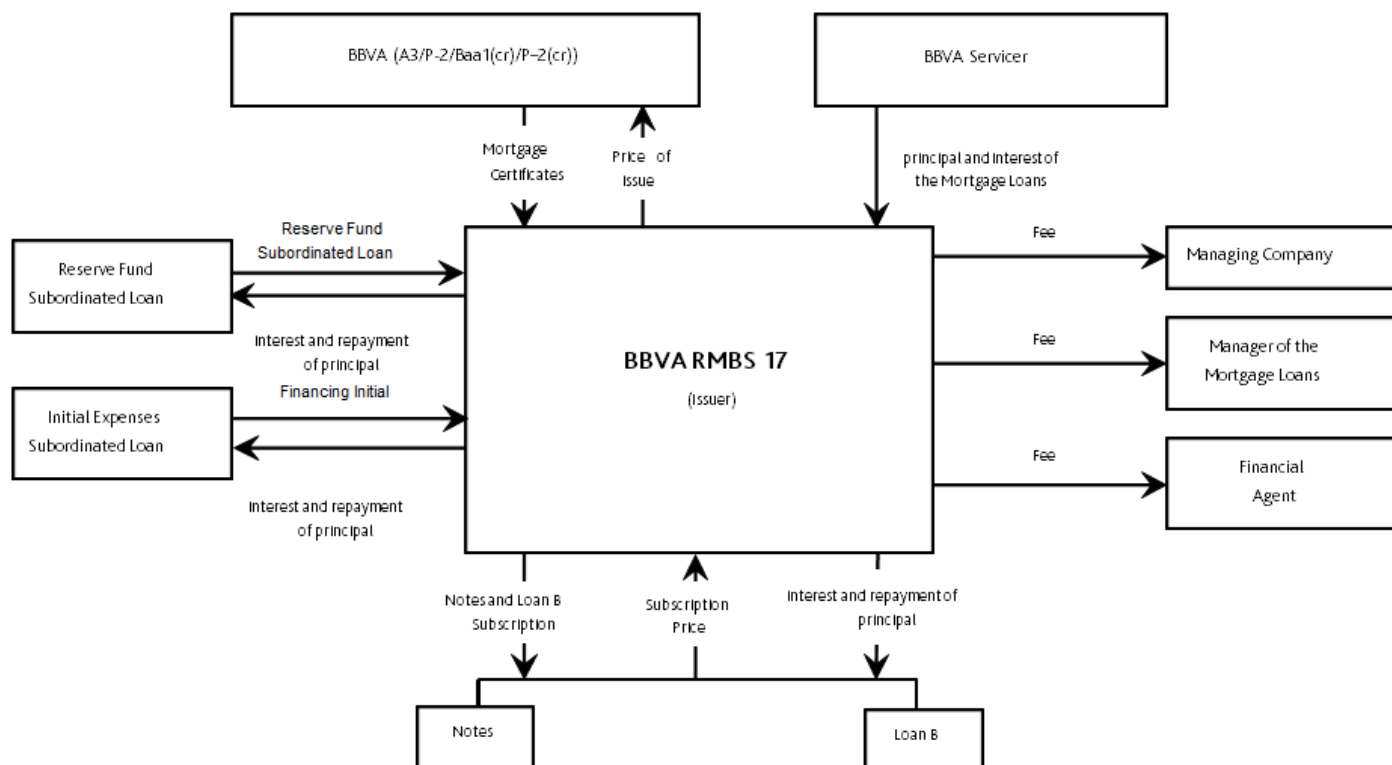 BBVA (A3/P-2/Baa1(cr)/P-2(cr))
BBVA Servicer
Mortgage
Certificates
Price of
Issue
principal and interest of
the Mortgage Loans
Reserve Fund
Subordinated Loan
Reserve Fund
Subordinated Loan
Interest and repayment
of principal
Financing Initial
Initial Expenses
Subordinated Loan
Interest and repayment
of principal
BBVA RMBS 17
(Issuer)
Fee
Managing Company
Fee
Manager of the
Mortgage Loans
Fee
Financial
Agent
Notes and Loan B
Subscription
Subscription
Price
Interest and repayment of
principal
Notes
Loan B